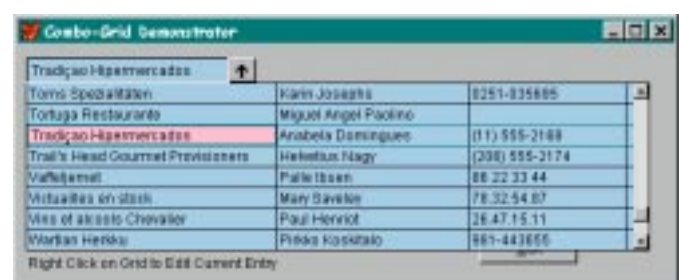 Combo-Grid Demonstrator
Tradiçao Hipermercados
Toms Spezialitäten Karin Josephs 0251-035695
Tortuga Restaurante Miguel Angel Paolino
Tradiçao Hipermercados Anabela Domingues (11) 555-2168
Trail's Head Gourmet Provisioners Helvetius Nagy (206) 555-2174
Vaffeljernet Palle Ibsen 86 22 33 44
Victuailles en stock Mary Saveley 78.32.54.87
Vins et alcools Chevalier Paul Henriot 26.47.15.11
Wartian Herkku Pirkko Koskitalo 981-443655
Right Click on Grid to Edit Current Entry